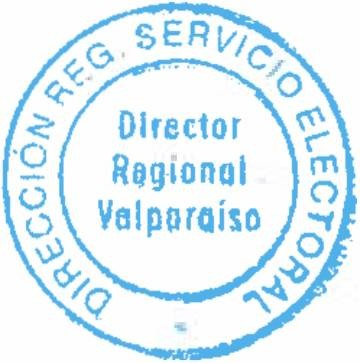 DIRECCIÓN REG. SERVICIO ELECTORAL
Director
Regional
Valparaíso